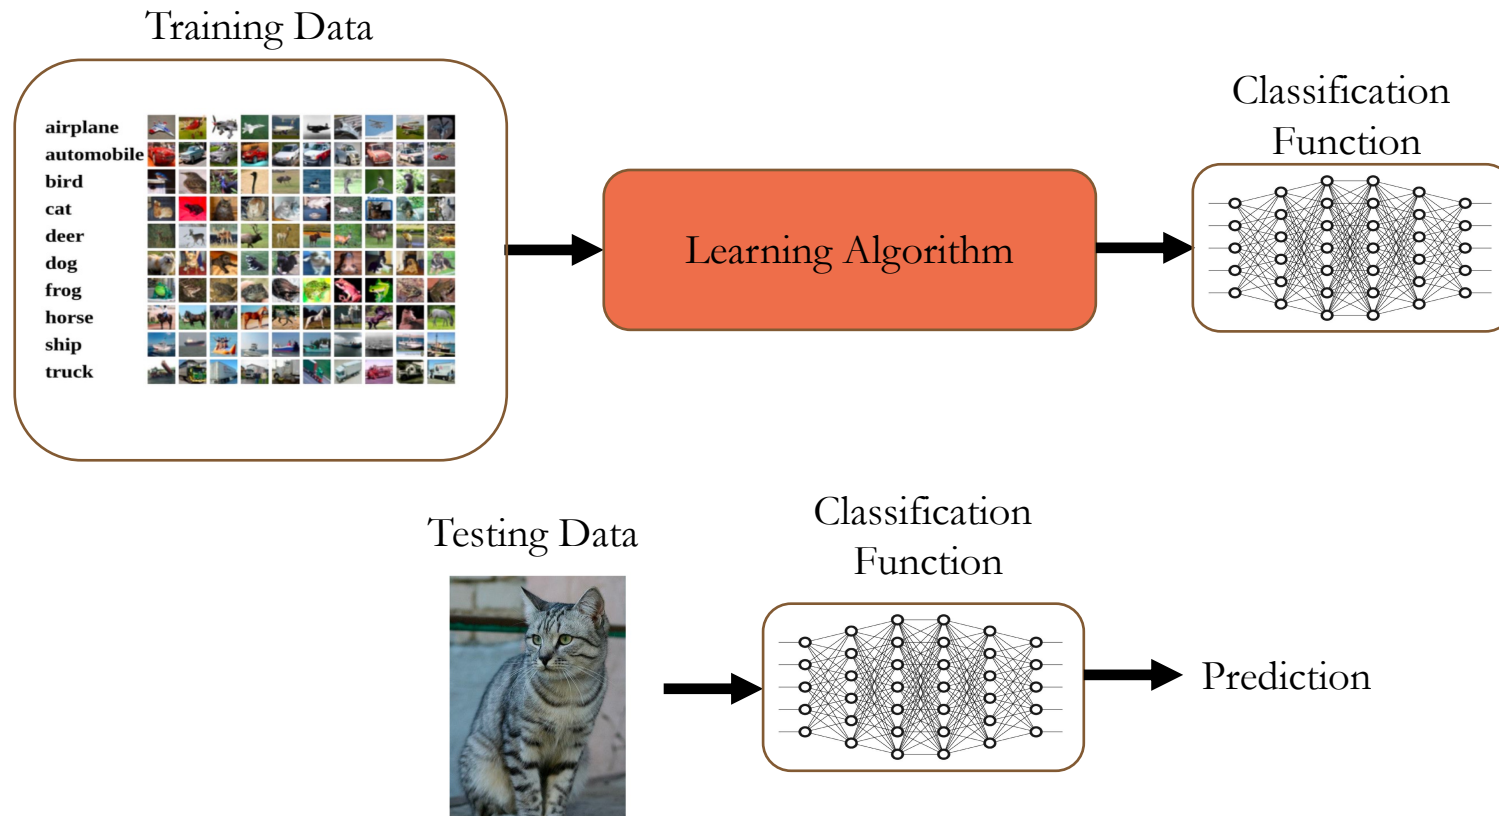 Training Data
airplane
automobile
bird
cat
deer
dog
frog
horse
ship
truck
Learning Algorithm
Classification
Function
Testing Data
Classification
Function
Prediction